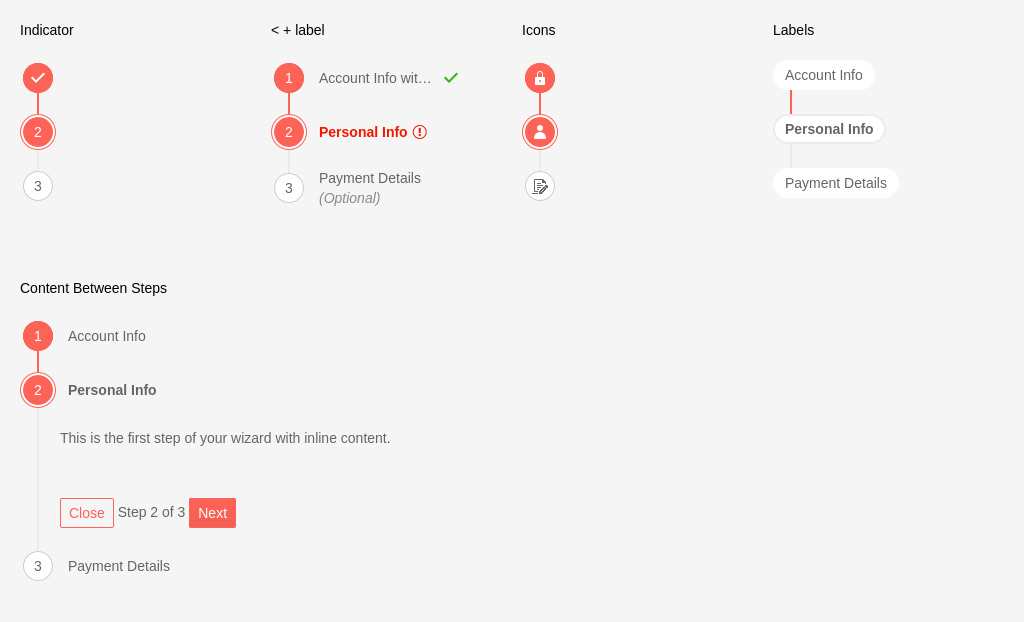 Indicator
2
3
< + label
1 Account Info wit...
2 Personal Info
3 Payment Details
(Optional)
Icons
Labels
Account Info
Personal Info
Payment Details
Content Between Steps
1 Account Info
2 Personal Info
This is the first step of your wizard with inline content.
Close Step 2 of 3 Next
3 Payment Details